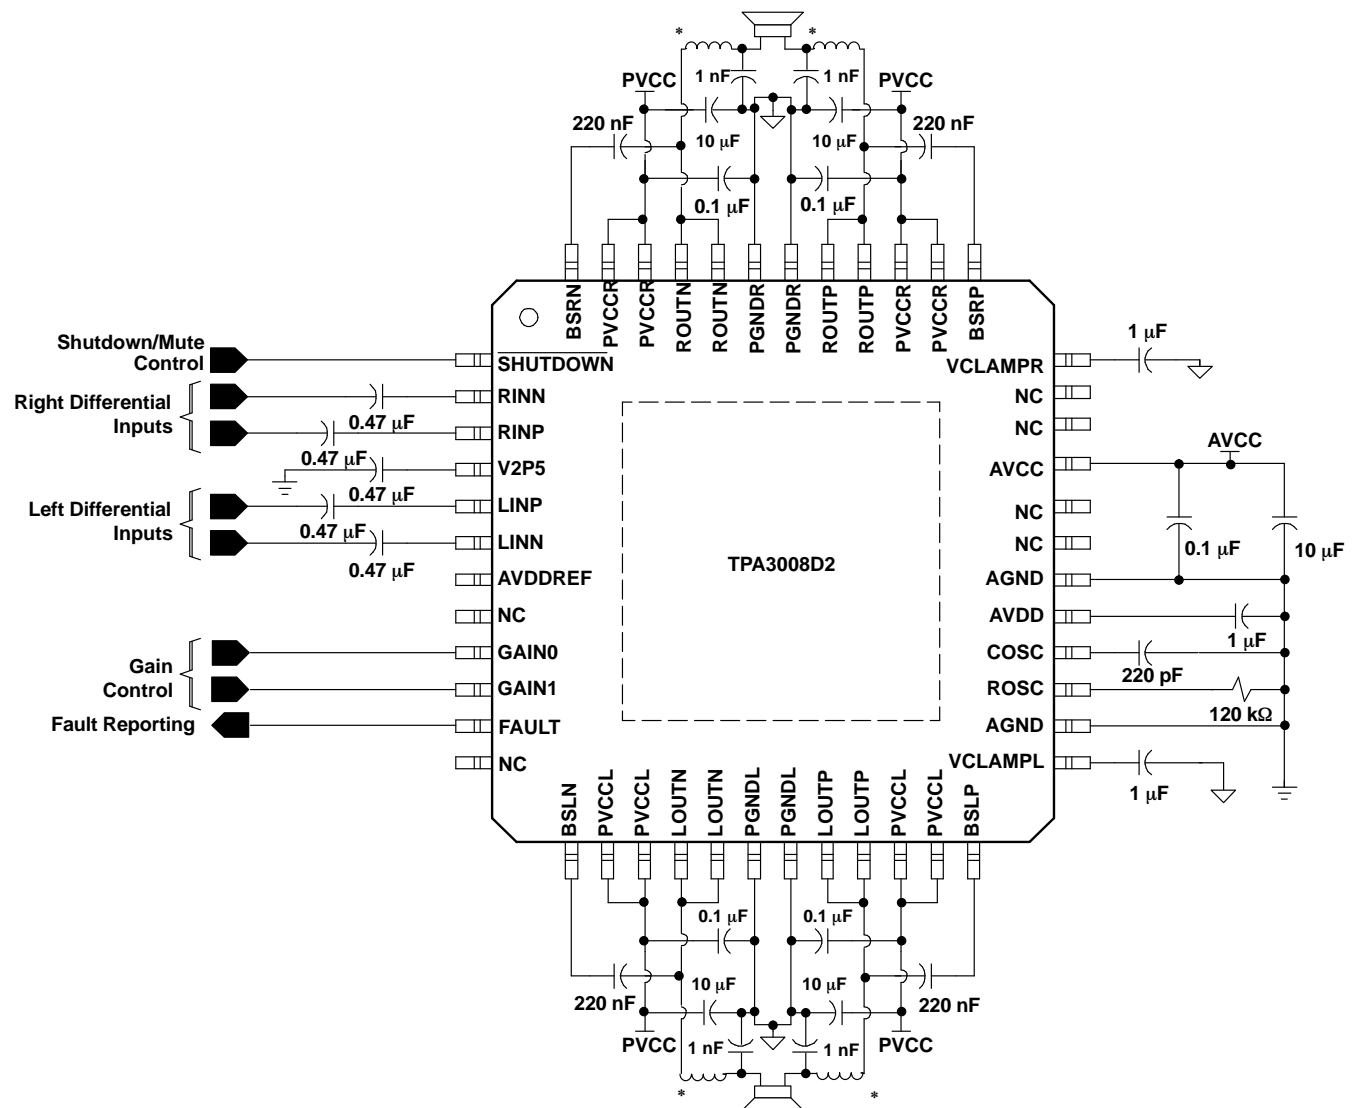 * *
PVCC 1 nF 1 nF PVCC
220 nF 10 μF 10 μF 220 nF
0.1 μF 0.1 μF
BSRN PVCCR PVCCR ROUTN ROUTN PGNDR PGNDR ROUTP ROUTP PVCCR PVCCR BSRP
Shutdown/Mute
Control
SHUTDOWN
Right Differential
Inputs
RINN
0.47 μF
RINP
0.47 μF
V2P5
0.47 μF
Left Differential
Inputs
LINP
0.47 μF
LINN
0.47 μF
AVDDREF
NC
Gain
Control
GAIN0
GAIN1
Fault Reporting
FAULT
NC
TPA3008D2
VCLAMPR
1 μF
NC
NC
AVCC
AVCC
NC
NC
0.1 μF
10 μF
AGND
AVDD
1 μF
COSC
220 pF
ROSC
120 kΩ
AGND
VCLAMPL
1 μF
BSLN PVCCL PVCCL LOUTN LOUTN PGNDL PGNDL LOUTP LOUTP PVCCL PVCCL BSLP
0.1 μF 0.1 μF
220 nF 10 μF 10 μF 220 nF
PVCC 1 nF 1 nF PVCC
* *